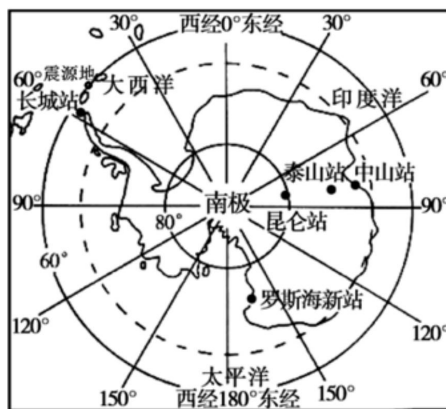 西经0°东经
30°
30°
60°
震源地
大西洋
长城站
印度洋
60°
泰山站
中山站
南极
90°
80°
昆仑站
90°
60°
罗斯海新站
120°
120°
太平洋
150°
西经180°东经
150°